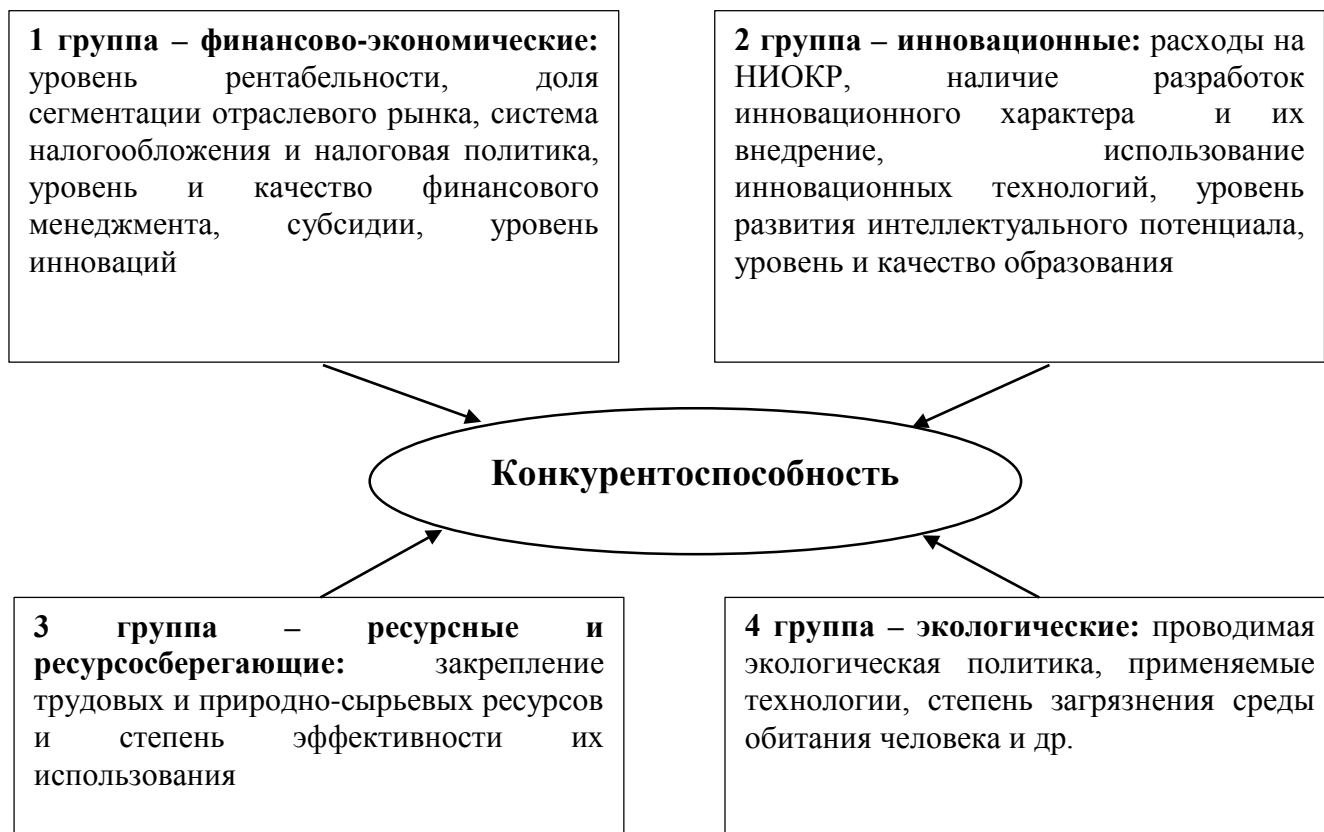 1 группа – финансово-экономические:
уровень рентабельности, доля
сегментации отраслевого рынка, система
налогообложения и налоговая политика,
уровень и качество финансового
менеджмента, субсидии, уровень
инноваций
2 группа – инновационные: расходы на
НИОКР, наличие разработок
инновационного характера и их
внедрение, использование
инновационных технологий, уровень
развития интеллектуального потенциала,
уровень и качество образования
Конкурентоспособность
3 группа – ресурсные и
ресурсосберегающие: закрепление
трудовых и природно-сырьевых ресурсов
и степень эффективности их
использования
4 группа – экологические: проводимая
экологическая политика, применяемые
технологии, степень загрязнения среды
обитания человека и др.